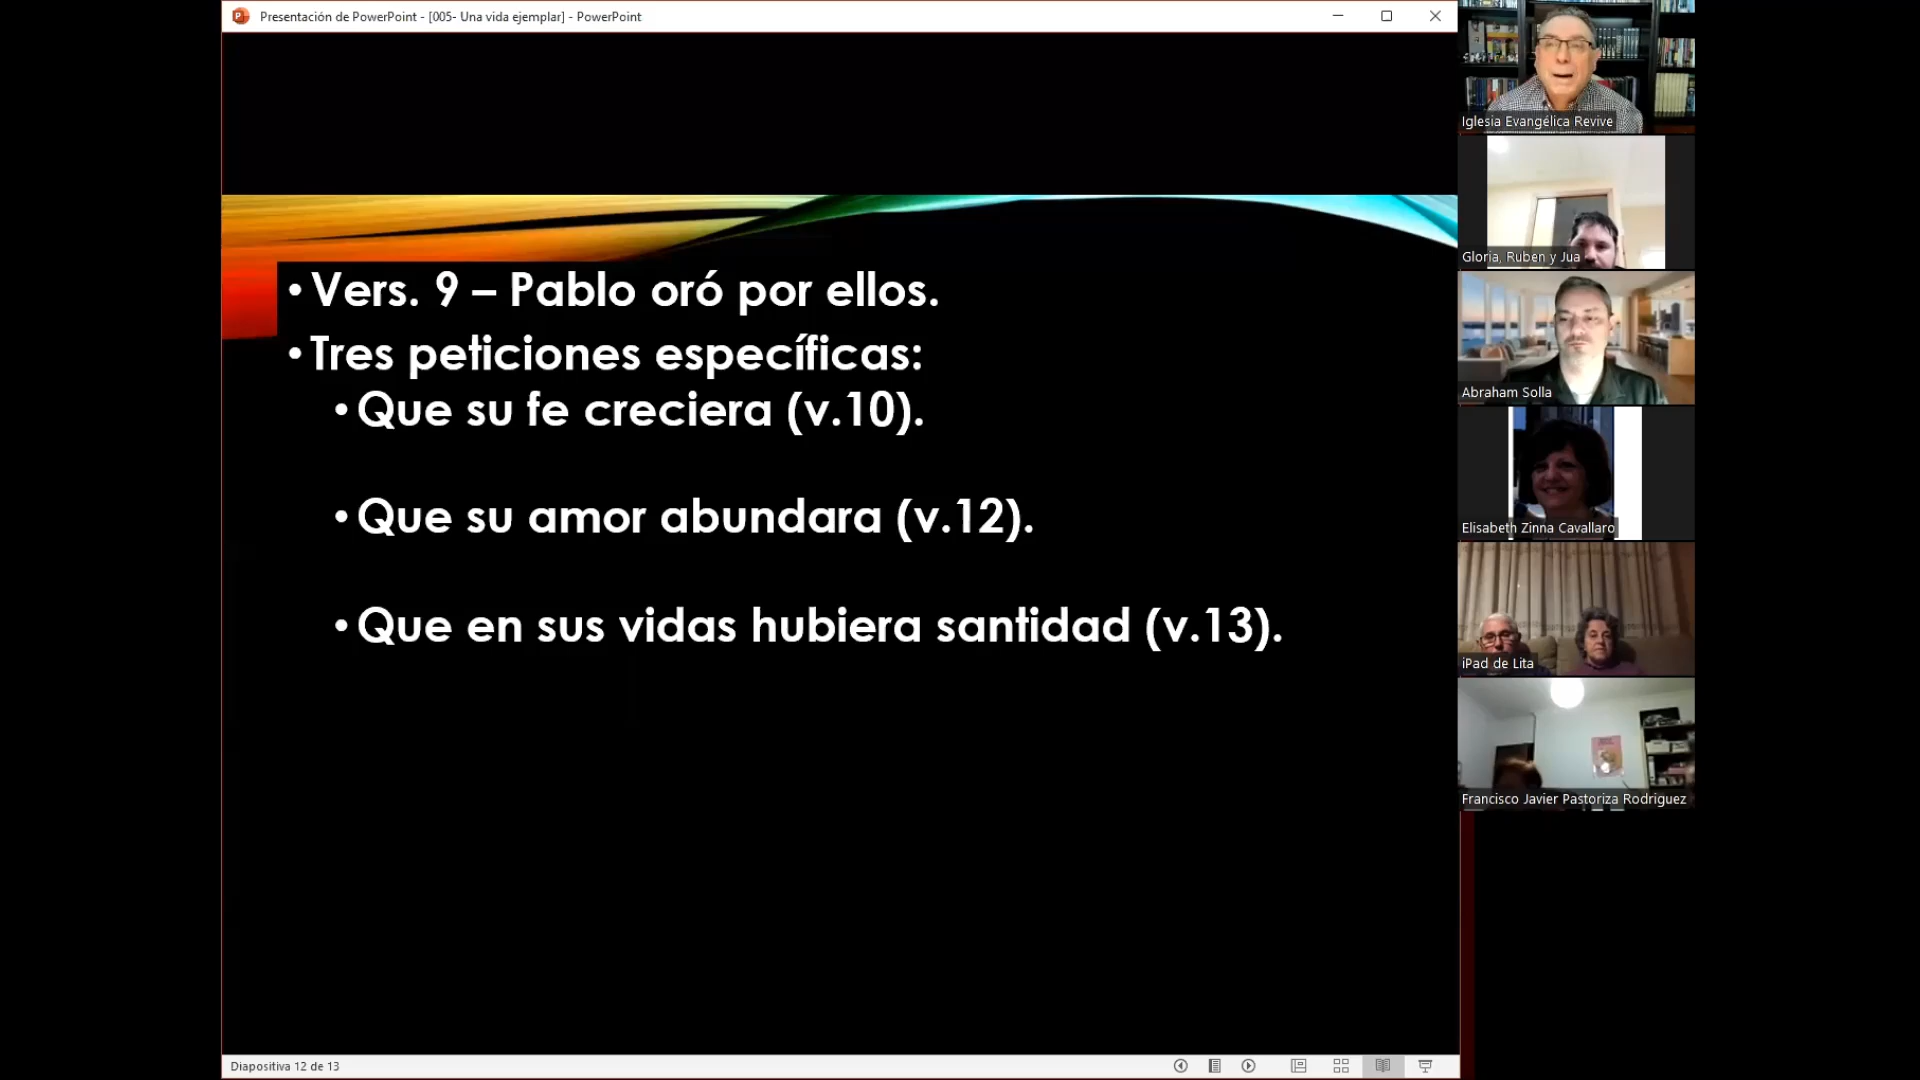 Presentación de PowerPoint - [005- Una vida ejemplar] - PowerPoint
• Vers. 9 – Pablo oró por ellos.
• Tres peticiones específicas:
• Que su fe creciera (v.10).
• Que su amor abundara (v.12).
• Que en sus vidas hubiera santidad (v.13).
Diapositiva 12 de 13
Iglesia Evangélica Revive
Gloria, Ruben y Jua
Abraham Solla
Elisabeth Zinna Cavallaro
iPad de Lita
Francisco Javier Pastoriza Rodriguez